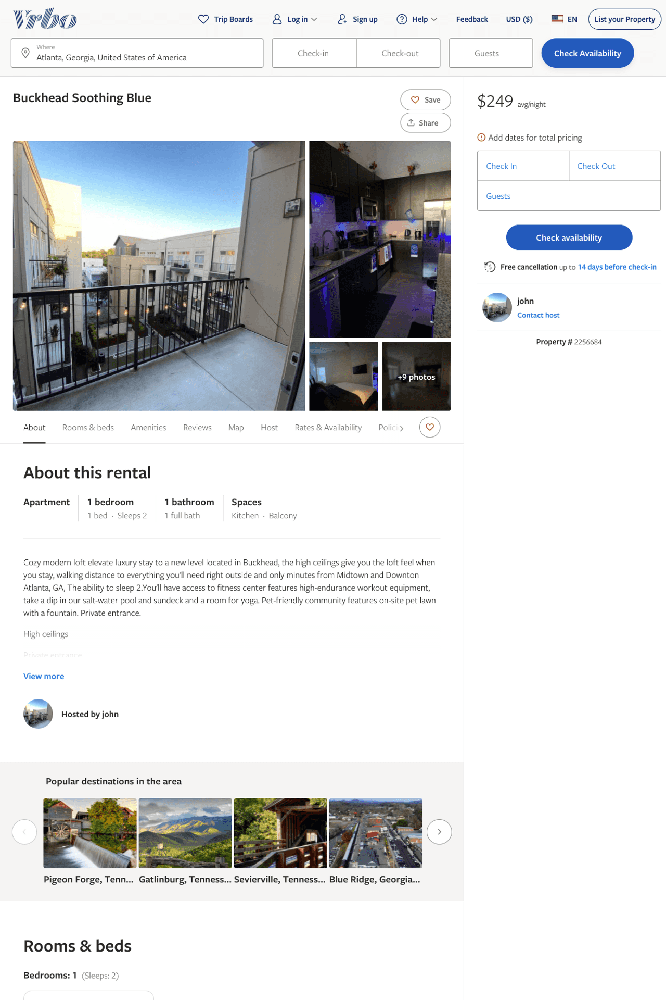 Vrbo
Trip Boards
Log in
Sign up
Help
Feedback
USD ($)
EN
List your Property
Where
Atlanta, Georgia, United States of America
Check-in
Check-out
Guests
Check Availability
Buckhead Soothing Blue
Save
Share
+9 photos
$249 avg/night
Add dates for total pricing
Check In
Check Out
Guests
Check availability
Free cancellation up to 14 days before check-in
john
Contact host
Property # 2256684
About
Rooms & beds
Amenities
Reviews
Map
Host
Rates & Availability
Polici
About this rental
Apartment
1 bedroom
1 bed · Sleeps 2
1 bathroom
1 full bath
Spaces
Kitchen · Balcony
Cozy modern loft elevate luxury stay to a new level located in Buckhead, the high ceilings give you the loft feel when
you stay, walking distance to everything you'll need right outside and only minutes from Midtown and Downton
Atlanta, GA, The ability to sleep 2.You'll have access to fitness center features high-endurance workout equipment,
take a dip in our salt-water pool and sundeck and a room for yoga. Pet-friendly community features on-site pet lawn
with a fountain. Private entrance.
High ceilings
Private entrance
View more
Hosted by john
Popular destinations in the area
Pigeon Forge, Tenn...
Gatlinburg, Tenness...
Sevierville, Tenness...
Blue Ridge, Georgia...
Rooms & beds
Bedrooms: 1 (Sleeps: 2)